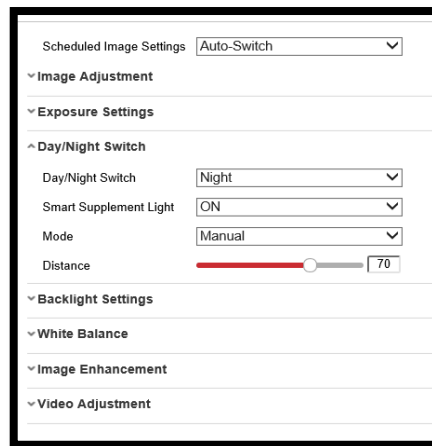 Scheduled Image Settings Auto-Switch
Image Adjustment
Exposure Settings
Day/Night Switch
Day/Night Switch Night
Smart Supplement Light ON
Mode Manual
Distance 70
Backlight Settings
White Balance
Image Enhancement
Video Adjustment